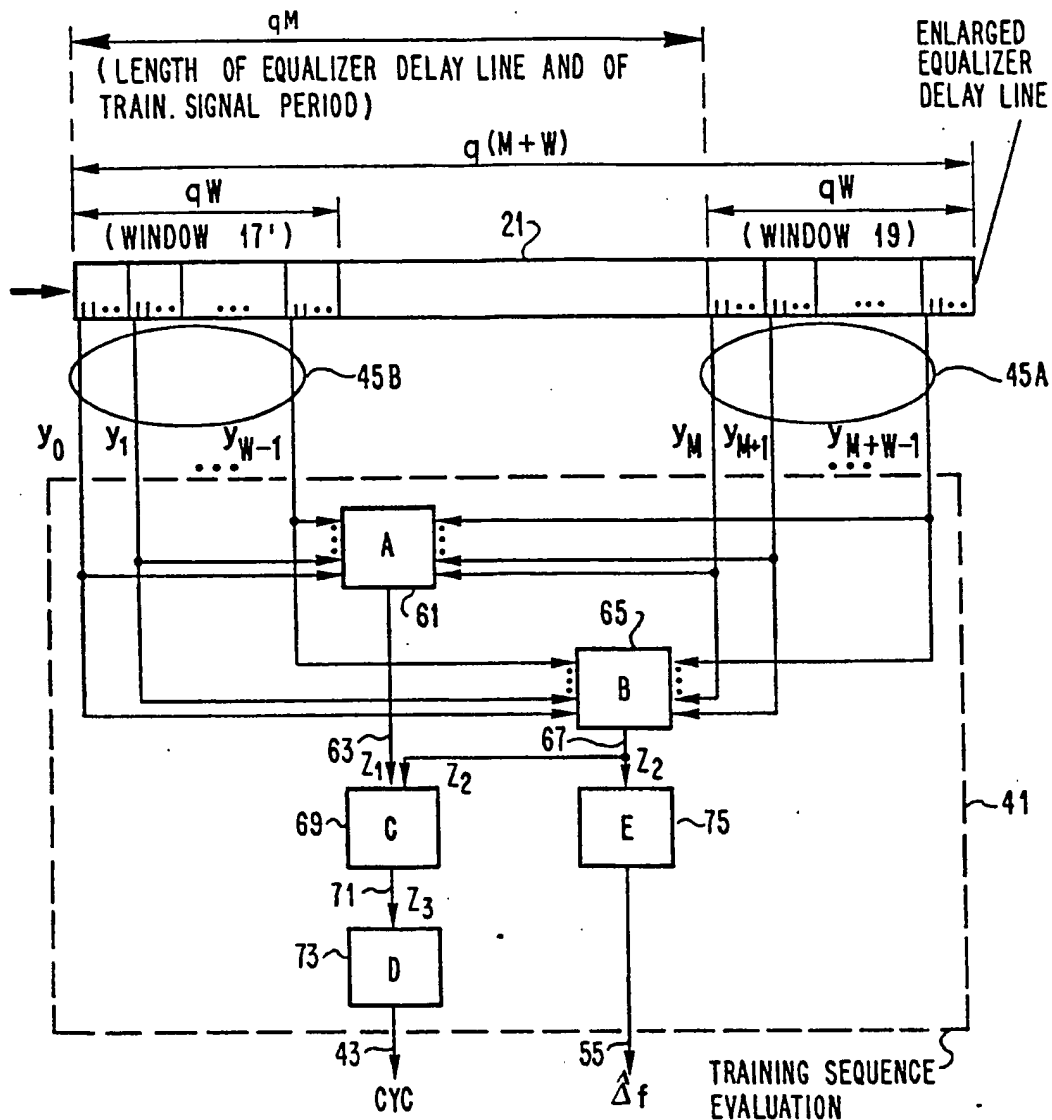 qM
(LENGTH OF EQUALIZER DELAY LINE AND OF
TRAIN. SIGNAL PERIOD)
ENLARGED
EQUALIZER
DELAY LINE
q(M+W)
qW
(WINDOW 17')
21
qW
(WINDOW 19)
45B
45A
y0
y1
...
yW-1
yM
yM+1
...
yM+W-1
A
61
65
B
63
67
Z1
Z2
Z2
69
C
E
75
41
71
Z3
73
D
43
CYC
55
Δ̂f
TRAINING SEQUENCE
EVALUATION